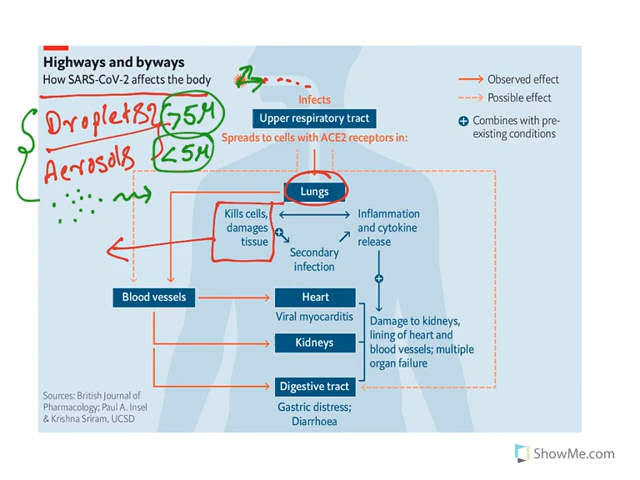 Highways and byways
How SARS-CoV-2 affects the body
Droplets >5M
Aerosols <5M
Observed effect
Possible effect
Combines with pre-
existing conditions
Infects
Upper respiratory tract
Spreads to cells with ACE2 receptors in:
Lungs
Kills cells,
damages
tissue
Inflammation
and cytokine
release
Secondary
infection
Blood vessels
Heart
Viral myocarditis
Kidneys
Damage to kidneys,
lining of heart and
blood vessels; multiple
organ failure
Digestive tract
Gastric distress;
Diarrhoea
Sources: British Journal of
Pharmacology; Paul A. Insel
& Krishna Sriram, UCSD
ShowMe.com